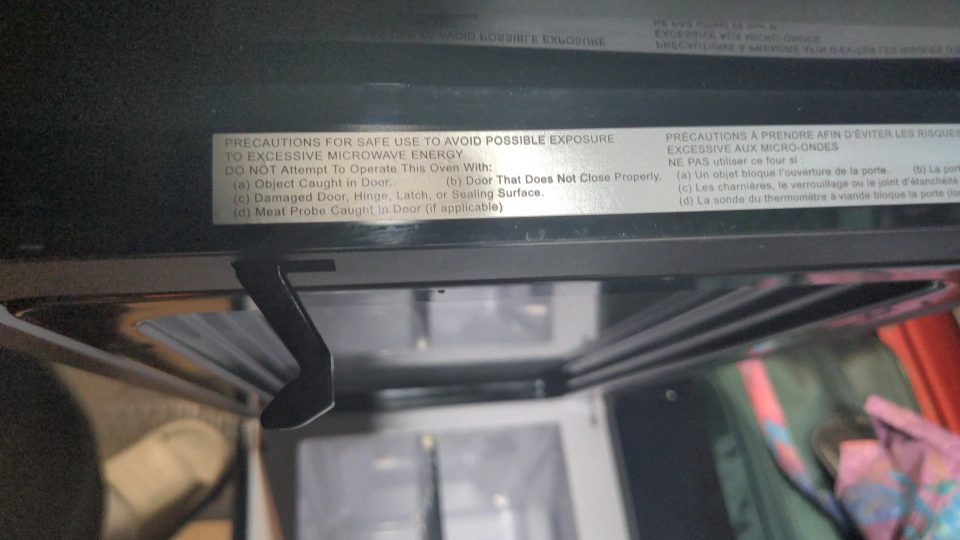 PRECAUTIONS FOR SAFE USE TO AVOID POSSIBLE EXPOSURE
TO EXCESSIVE MICROWAVE ENERGY
DO NOT Attempt To Operate This Oven With:
(a) Object Caught in Door. (b) Door That Does Not Close Properly.
(c) Damaged Door, Hinge, Latch, or Sealing Surface.
(d) Meat Probe Caught In Door (if applicable)
PRÉCAUTIONS À PRENDRE AFIN D'ÉVITER LES RISQUES
EXCESSIVE AUX MICRO-ONDES
NE PAS utiliser ce four si :
(a) Un objet bloque l'ouverture de la porte. (b) La port
(c) Les charnières, le verrouillage ou le joint d'étanchéité
(d) La sonde du thermomètre à viande bloque la porte